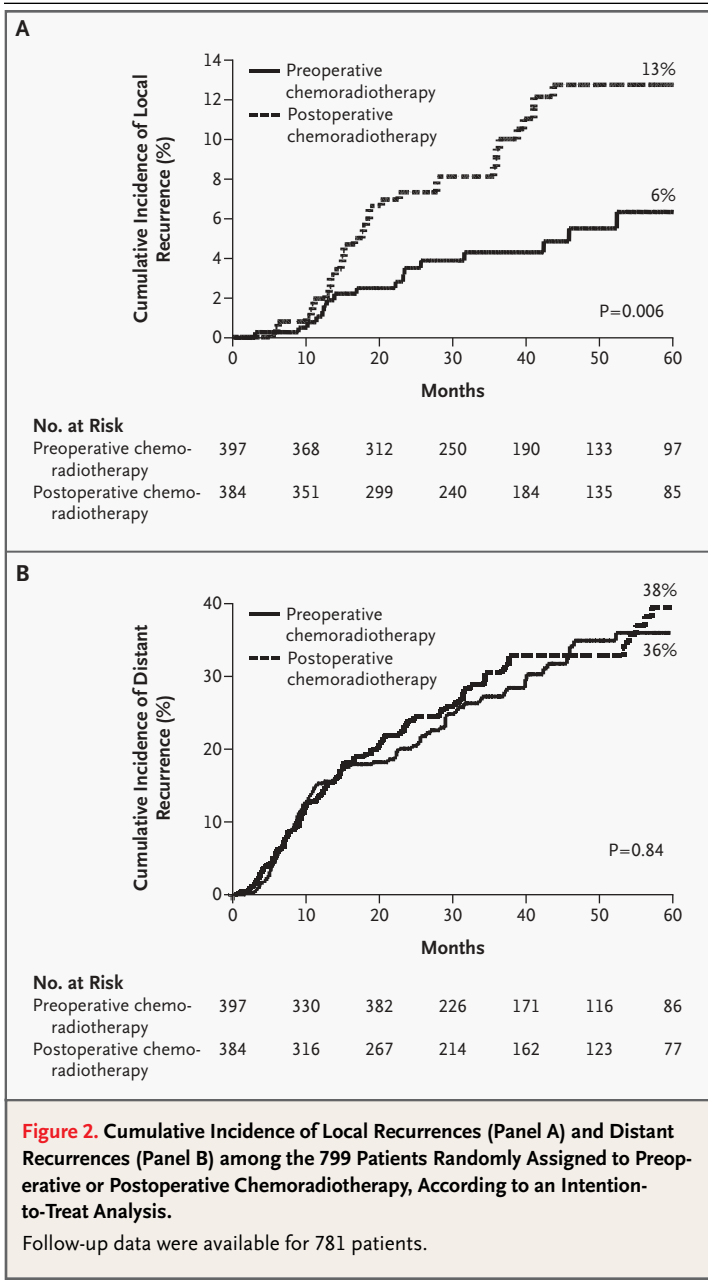 A
Cumulative Incidence of Local
Recurrence (%)
14
12
10
8
6
4
2
0
Preoperative
chemoradiotherapy
Postoperative
chemoradiotherapy
13%
6%
P=0.006
0 10 20 30 40 50 60
Months
No. at Risk
Preoperative chemo-
radiotherapy
397 368 312 250 190 133 97
Postoperative chemo-
radiotherapy
384 351 299 240 184 135 85
B
Cumulative Incidence of Distant
Recurrence (%)
40
30
20
10
0
Preoperative
chemoradiotherapy
Postoperative
chemoradiotherapy
38%
36%
P=0.84
0 10 20 30 40 50 60
Months
No. at Risk
Preoperative chemo-
radiotherapy
397 330 382 226 171 116 86
Postoperative chemo-
radiotherapy
384 316 267 214 162 123 77
Figure 2. Cumulative Incidence of Local Recurrences (Panel A) and Distant
Recurrences (Panel B) among the 799 Patients Randomly Assigned to Preop-
erative or Postoperative Chemoradiotherapy, According to an Intention-
to-Treat Analysis.
Follow-up data were available for 781 patients.